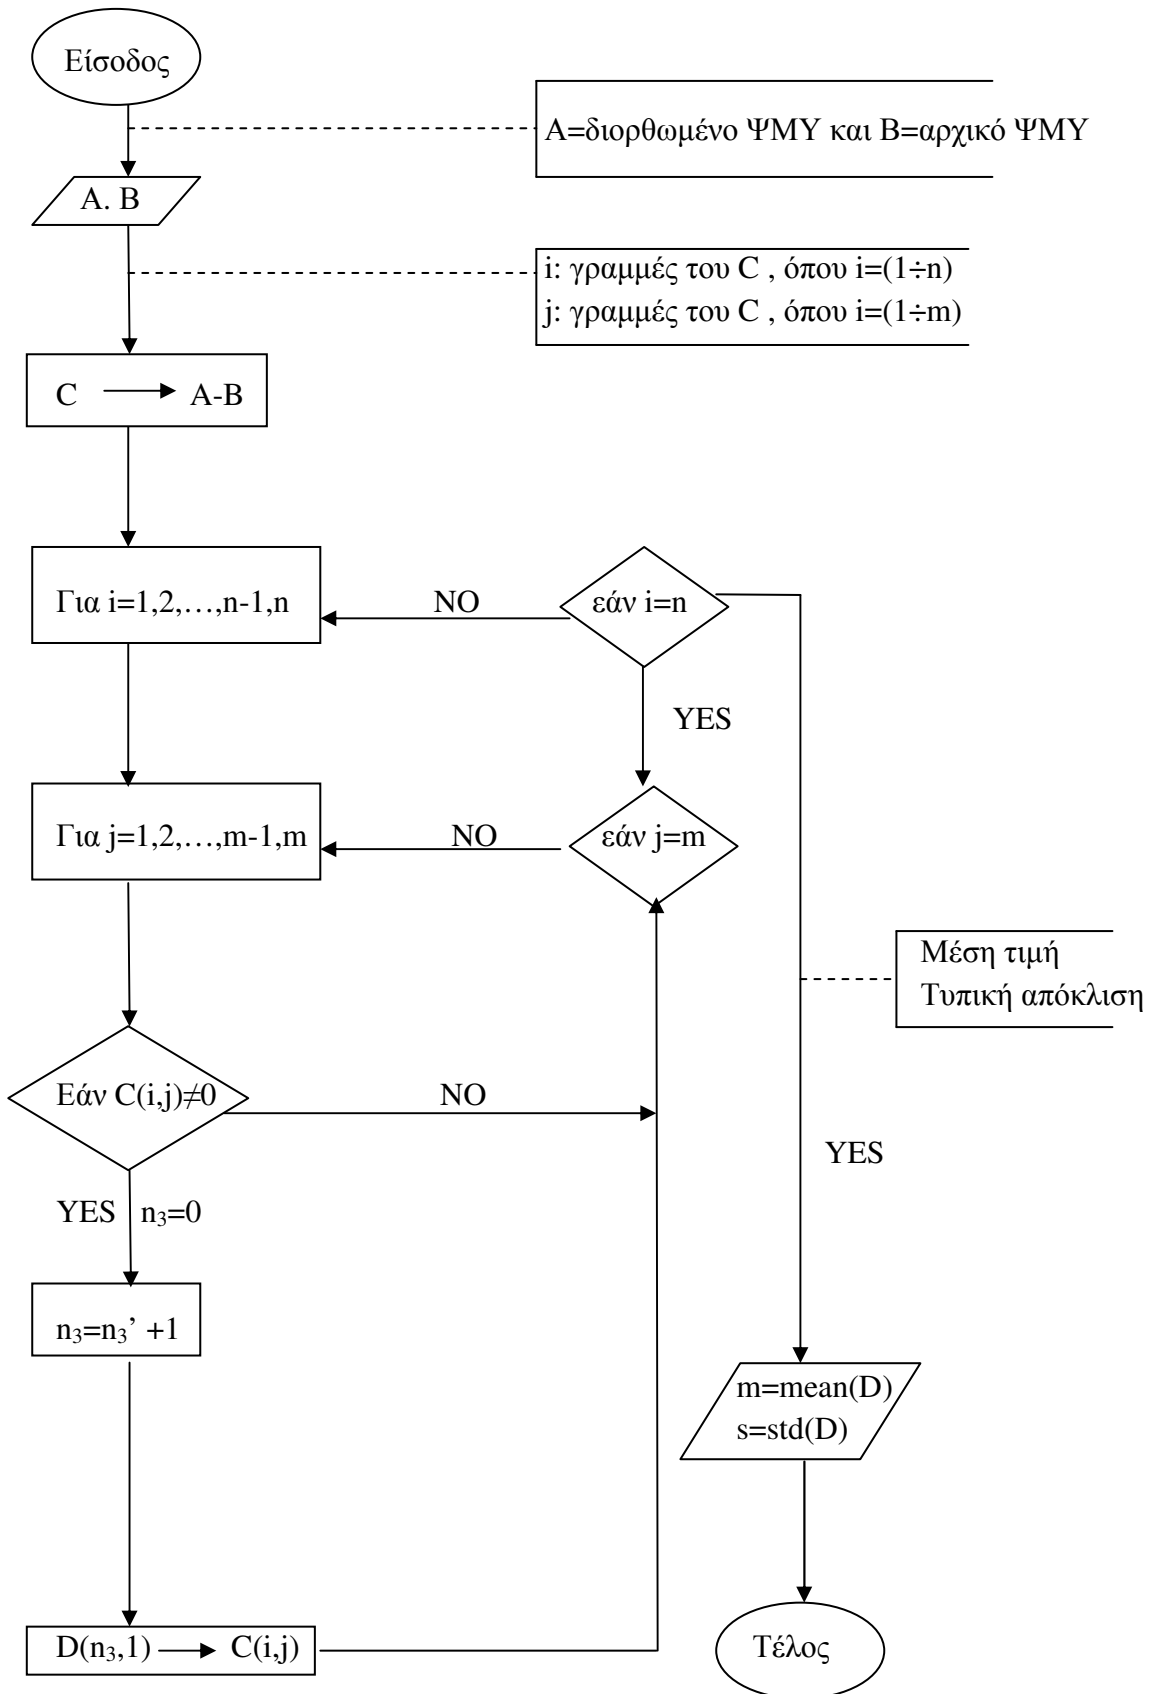 Είσοδος
Α=διορθωμένο ΨΜΥ και Β=αρχικό ΨΜΥ
Α. Β
i: γραμμές του C , όπου i=(1÷n)
j: γραμμές του C , όπου i=(1÷m)
C A-B
Για i=1,2,…,n-1,n
NO
εάν i=n
YES
Για j=1,2,…,m-1,m
NO
εάν j=m
Μέση τιμή
Τυπική απόκλιση
Εάν C(i,j)≠0
NO
YES
YES n₃=0
n₃=n₃’ +1
m=mean(D)
s=std(D)
D(n₃,1) C(i,j)
Τέλος